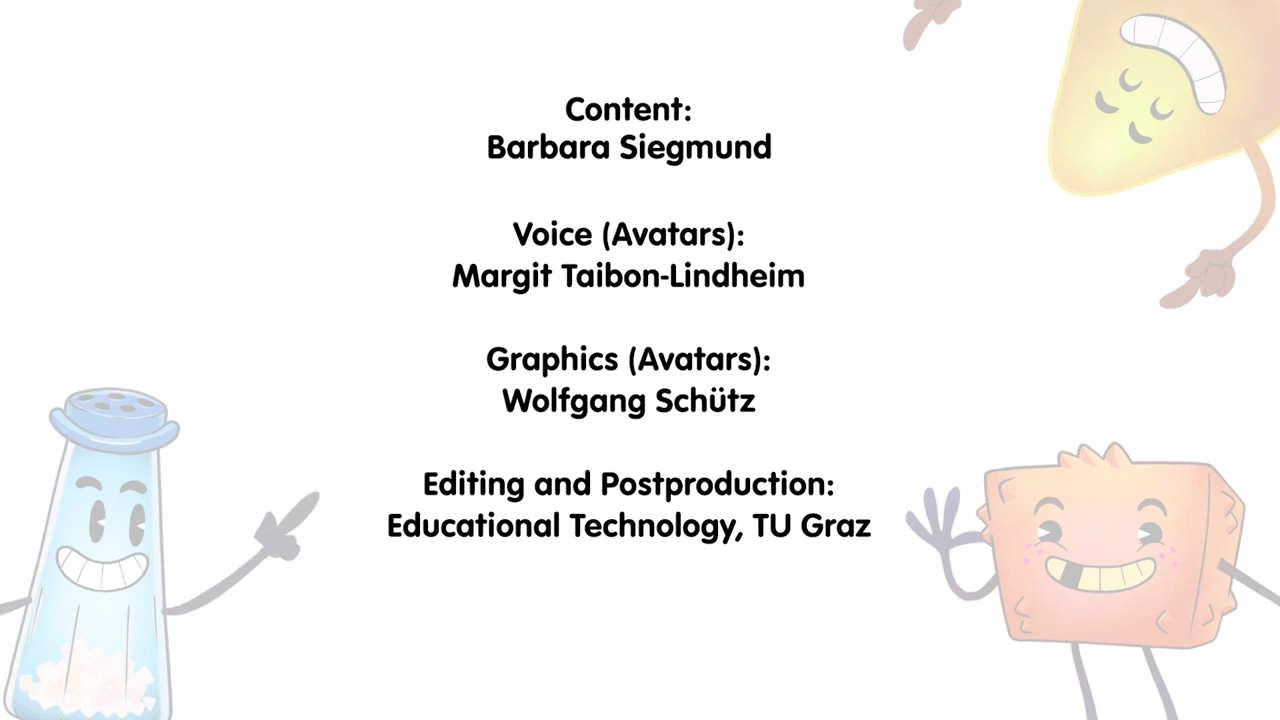 Content:
Barbara Siegmund
Voice (Avatars):
Margit Taibon-Lindheim
Graphics (Avatars):
Wolfgang Schütz
Editing and Postproduction:
Educational Technology, TU Graz